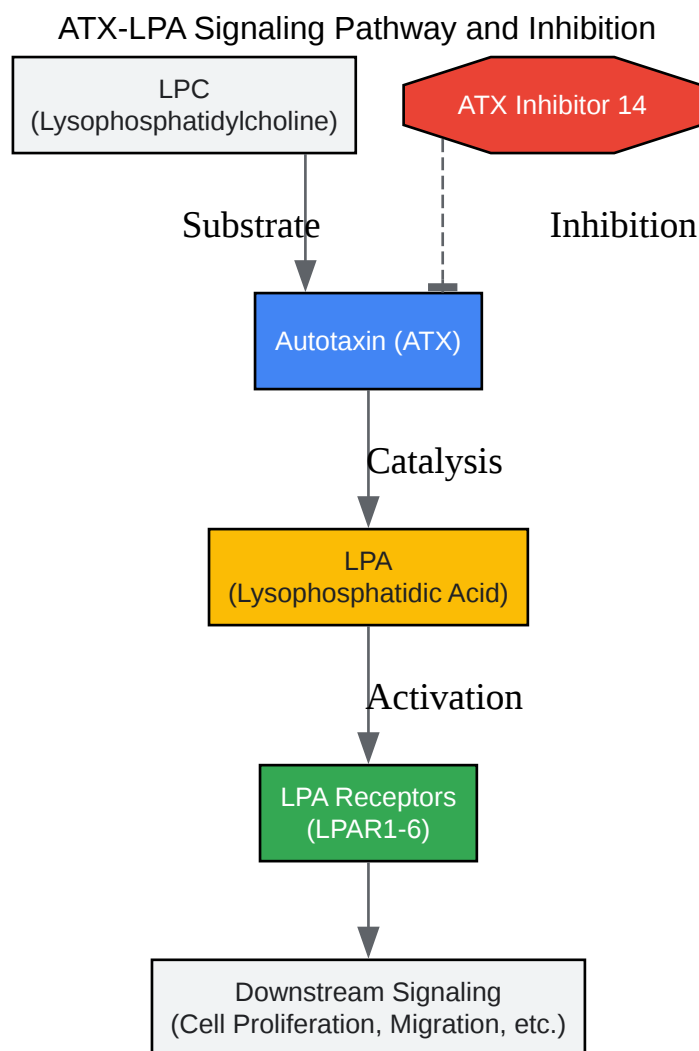 ATX-LPA Signaling Pathway and Inhibition
LPC
(Lysophosphatidylcholine)
ATX Inhibitor 14
Substrate
Inhibition
Autotaxin (ATX)
Catalysis
LPA
(Lysophosphatidic Acid)
Activation
LPA Receptors
(LPAR1-6)
Downstream Signaling
(Cell Proliferation, Migration, etc.)